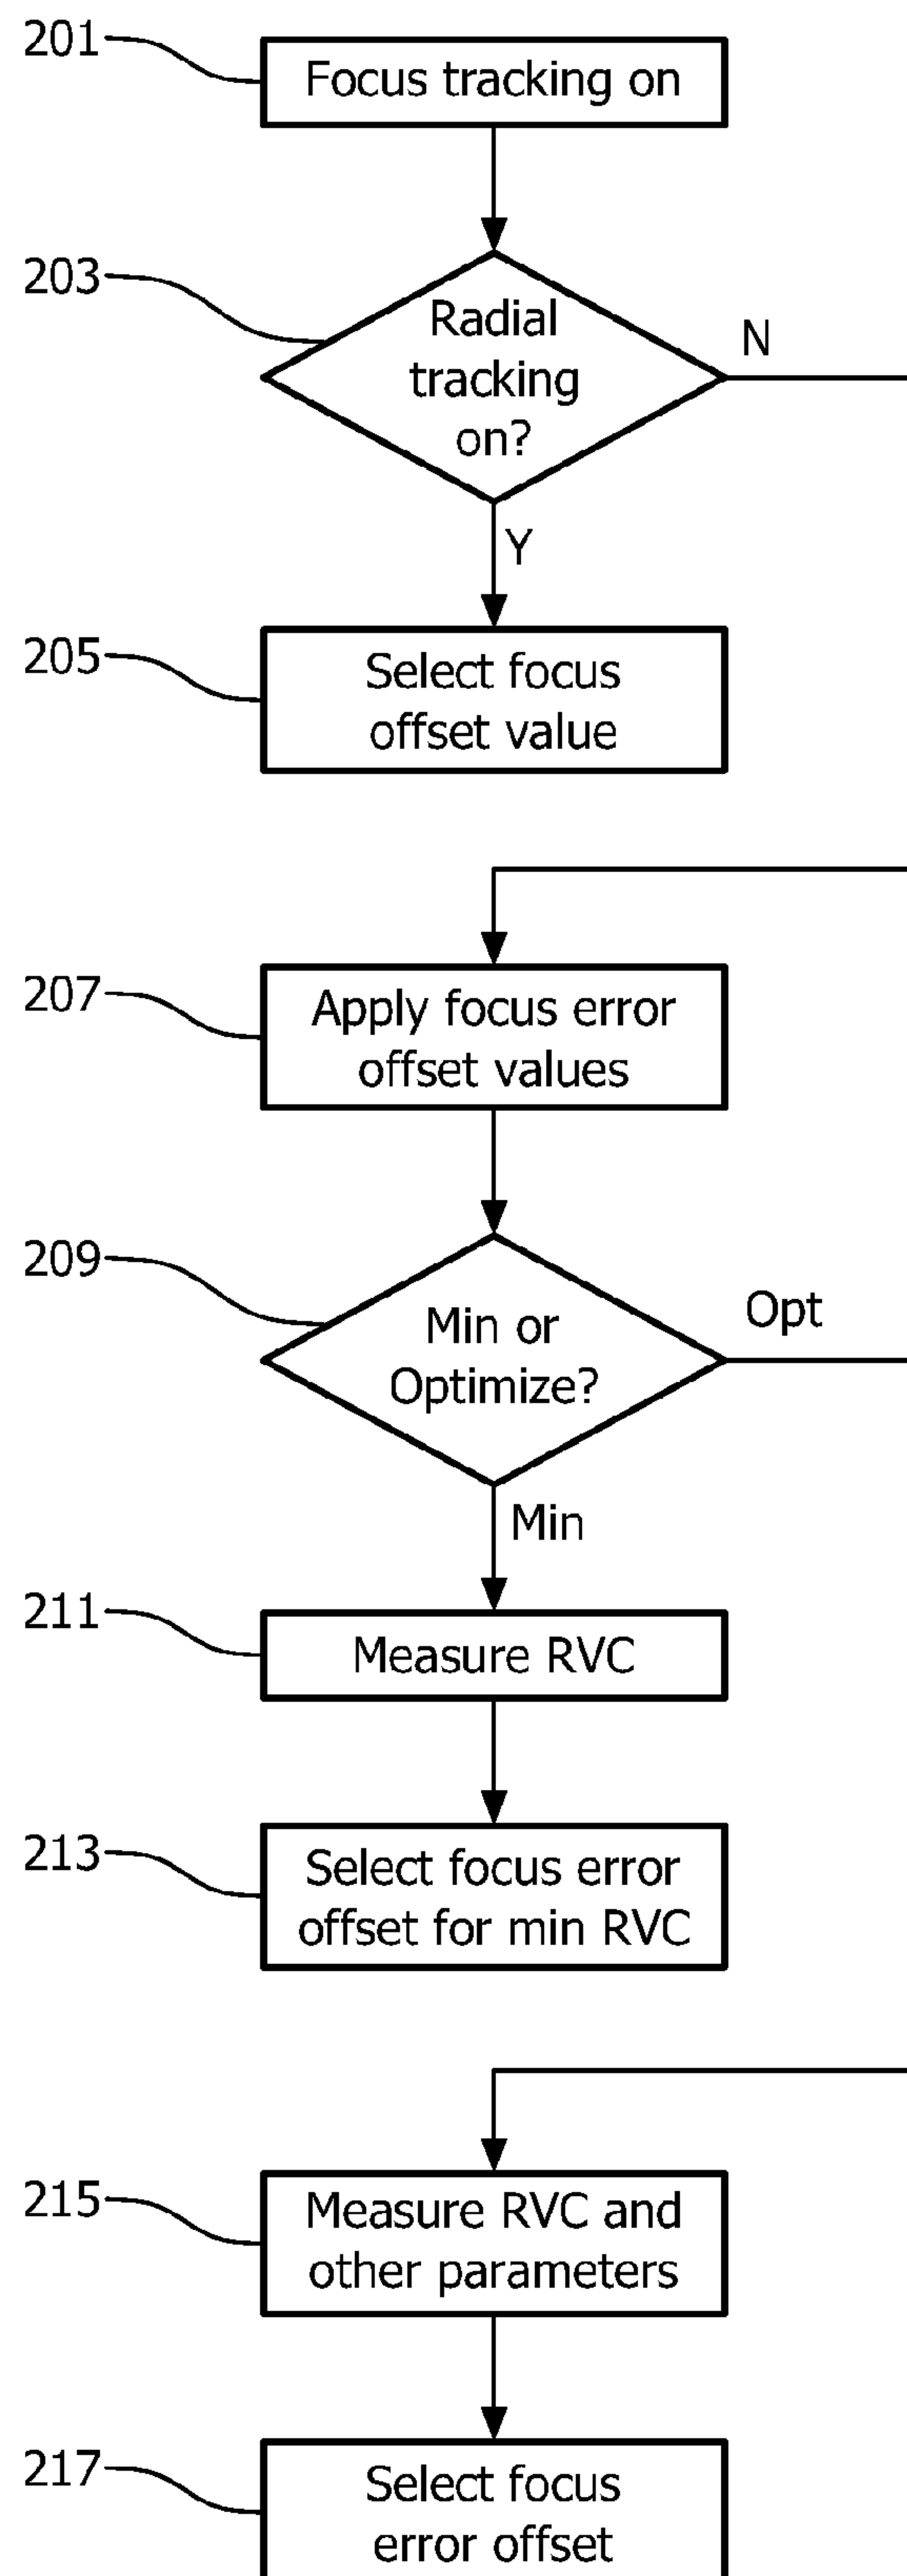 201
Focus tracking on
203
Radial
tracking
on?
N
Y
205
Select focus
offset value
207
Apply focus error
offset values
209
Min or
Optimize?
Opt
Min
211
Measure RVC
213
Select focus error
offset for min RVC
215
Measure RVC and
other parameters
217
Select focus
error offset